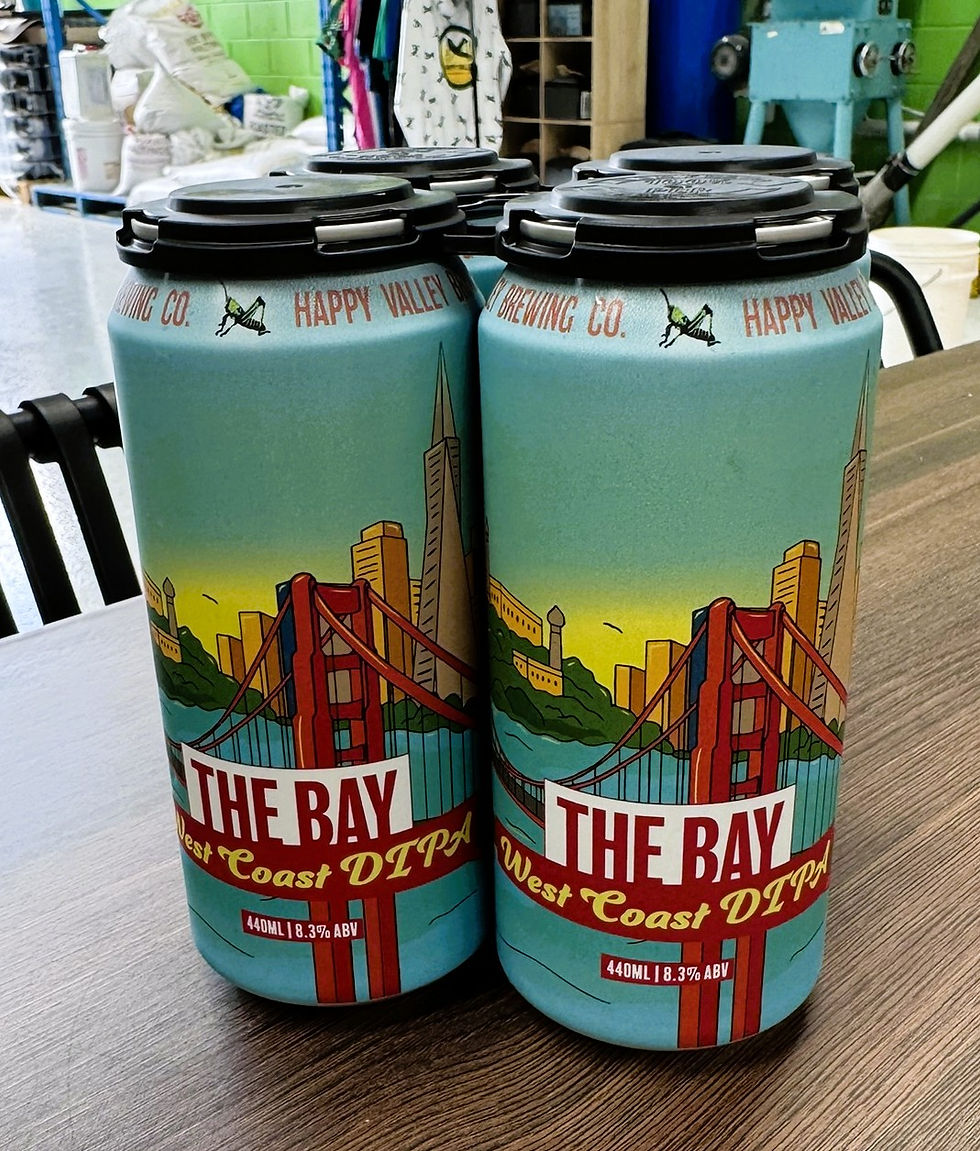 WING CO. HAPPY VALLEY B
BREWING CO. HAPPY VALLEY
THE BAY
West Coast DIPA
440ML | 8.3% ABV
THE BAY
West Coast DIPA
440ML | 8.3% ABV